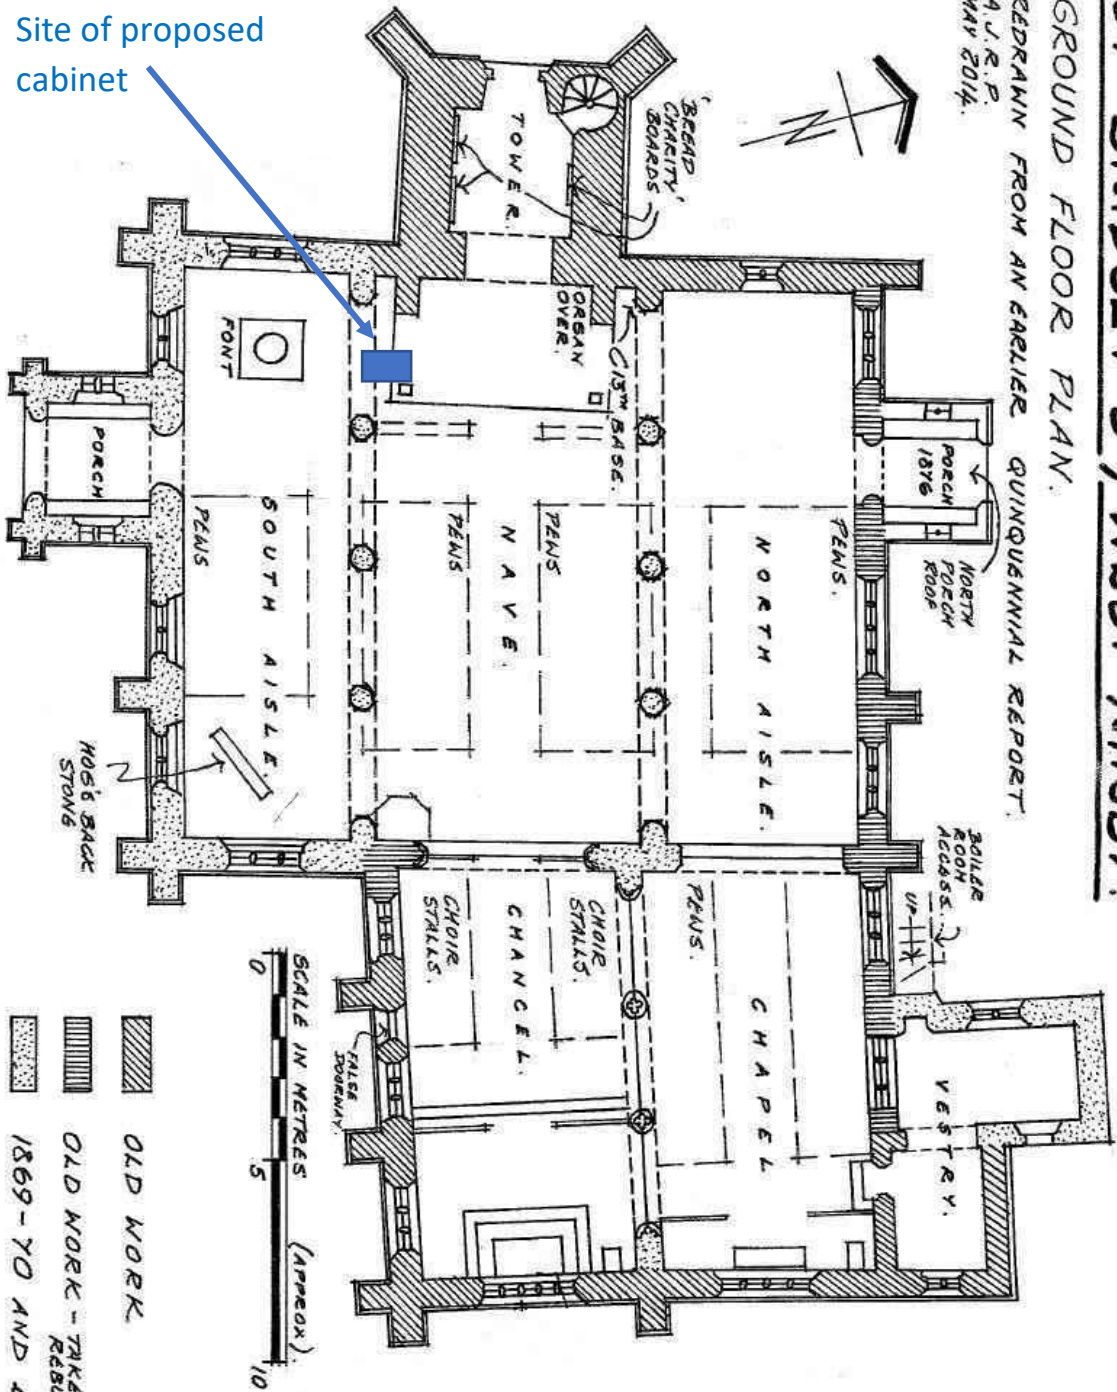 Site of proposed
cabinet
GROUND FLOOR PLAN.
REDRAWN FROM AN EARLIER QUINQUENNIAL REPORT.
A.J.R.P.
MAY 2014.
N
'BREAD
CHARITY'
BOARDS
TOWER.
ORGAN
OVER.
C13TH BASE.
FONT
PORCH
PORCH
1876
NORTH
PORCH
ROOF
PEWS
SOUTH AISLE.
PEWS
NAVE.
PEWS
NORTH AISLE.
PEWS.
HOG'S BACK
STONE
BOILER
ROOM
ACCESS.
UP
CHOIR
STALLS.
CHANCEL.
CHOIR
STALLS.
PEWS.
CHAPEL
VESTRY.
FALSE
DOORWAY.
SCALE IN METRES (APPROX).
0 5 10
OLD WORK
OLD WORK - TAKE
REBU
1869-70 AND